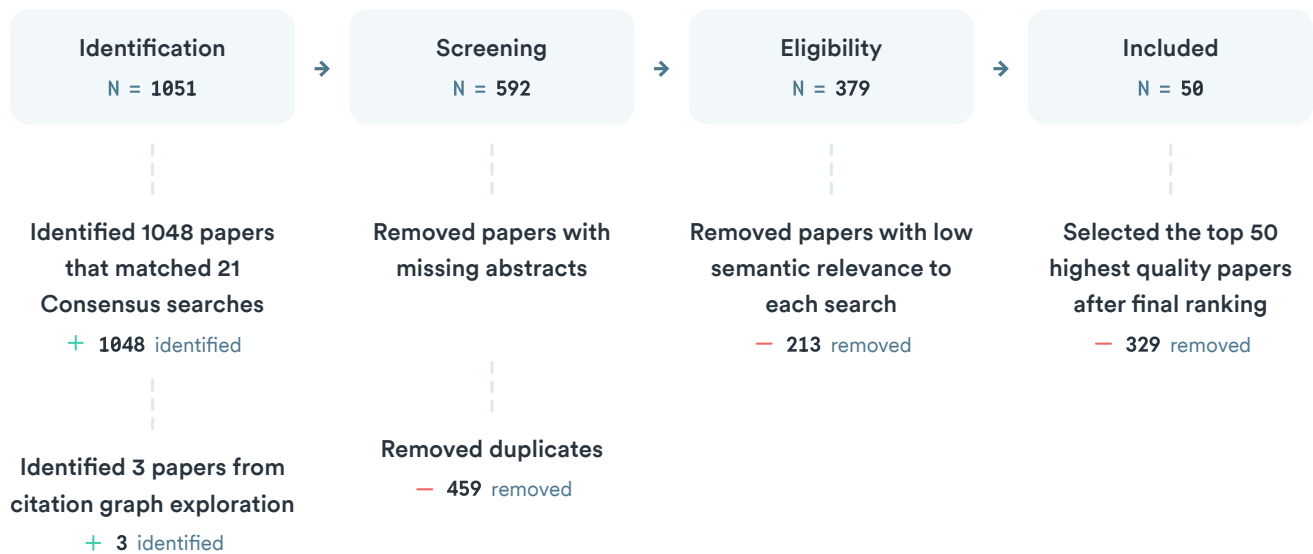 Identification
N = 1051
Screening
N = 592
Eligibility
N = 379
Included
N = 50
Identified 1048 papers
that matched 21
Consensus searches
+ 1048 identified
Identified 3 papers from
citation graph exploration
+ 3 identified
Removed papers with
missing abstracts
Removed duplicates
− 459 removed
Removed papers with low
semantic relevance to
each search
− 213 removed
Selected the top 50
highest quality papers
after final ranking
− 329 removed